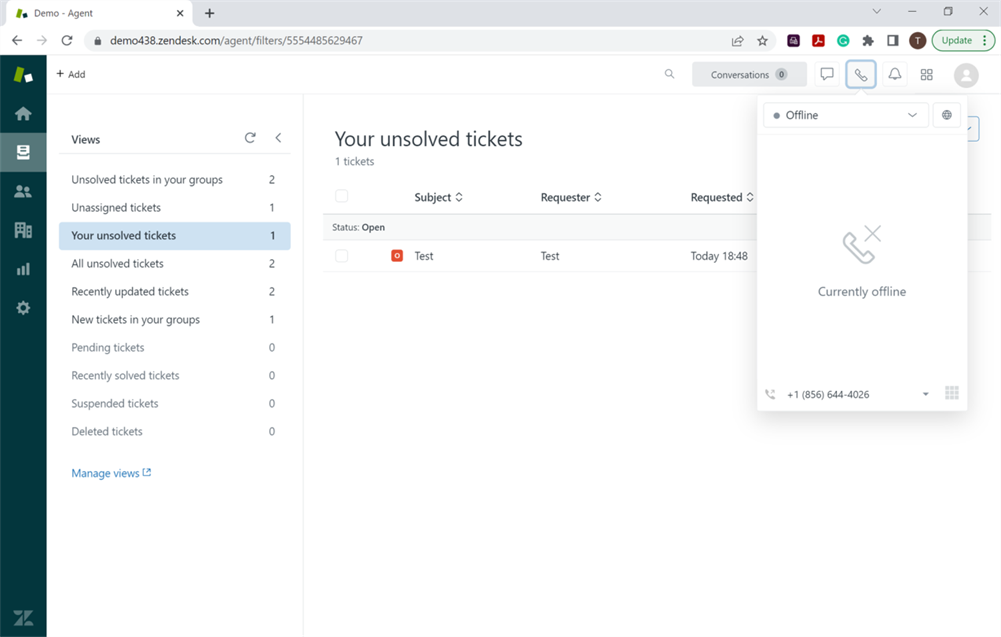 Demo - Agent
demo438.zendesk.com/agent/filters/5554485629467
T
Update
+ Add
Conversations 0
Offline
Views
Unsolved tickets in your groups 2
Unassigned tickets 1
Your unsolved tickets 1
All unsolved tickets 2
Recently updated tickets 2
New tickets in your groups 1
Pending tickets 0
Recently solved tickets 0
Suspended tickets 0
Deleted tickets 0
Manage views
Your unsolved tickets
1 tickets
Subject Requester Requested
Status: Open
O Test Test Today 18:48
Currently offline
+1 (856) 644-4026